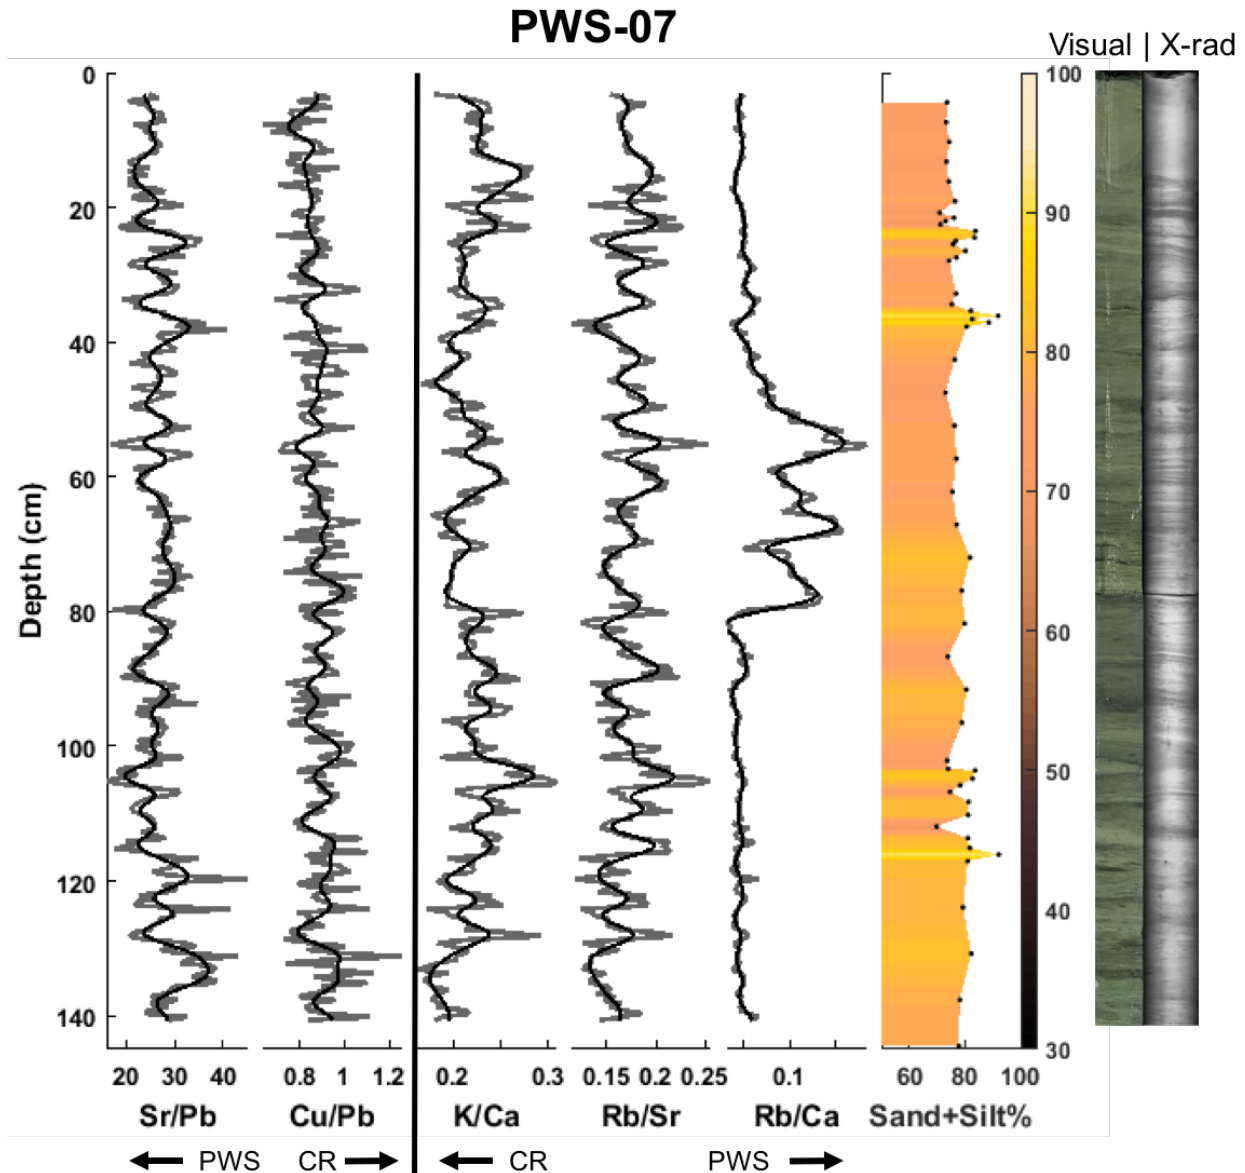 PWS-07
Visual | X-rad
Depth (cm)
0
20
40
60
80
100
120
140
100
90
80
70
60
50
40
30
20 30 40
0.8 1 1.2
0.2 0.3
0.15 0.2 0.25
0.1
60 80 100
Sr/Pb
Cu/Pb
K/Ca
Rb/Sr
Rb/Ca
Sand+Silt%
← PWS CR →
← CR PWS →